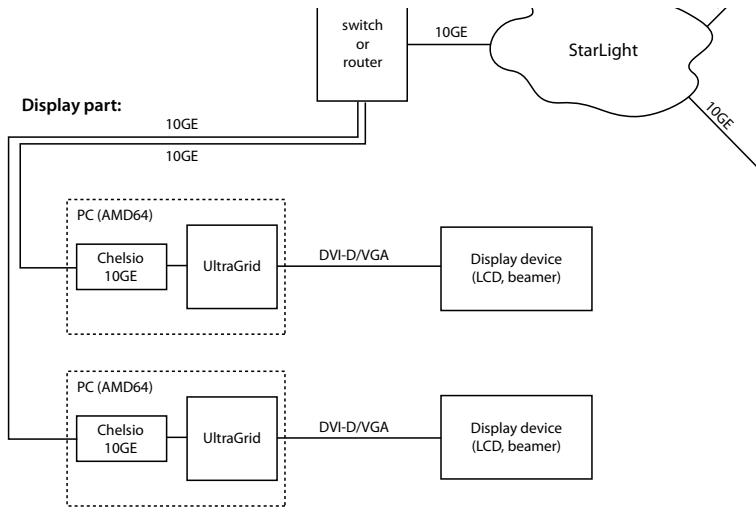 switch
or
router
10GE
StarLight
10GE
Display part:
10GE
10GE
PC (AMD64)
Chelsio
10GE
UltraGrid
DVI-D/VGA
Display device
(LCD, beamer)
PC (AMD64)
Chelsio
10GE
UltraGrid
DVI-D/VGA
Display device
(LCD, beamer)